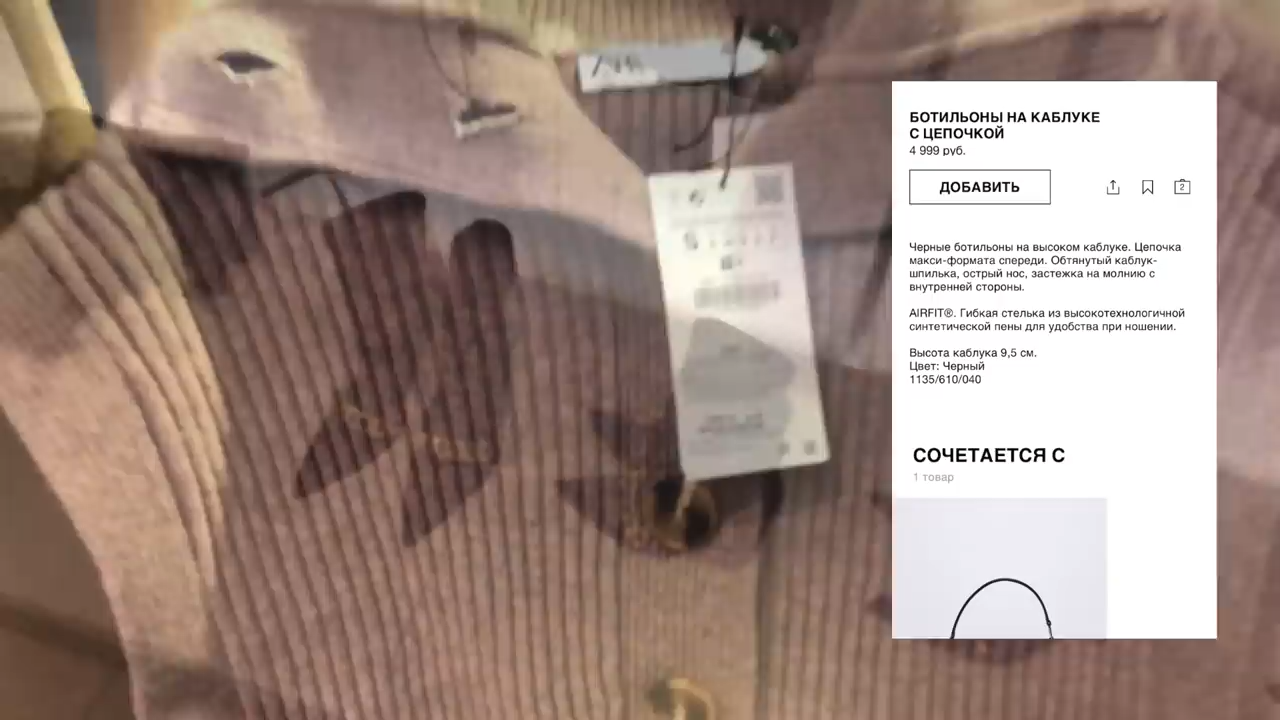 БОТИЛЬОНЫ НА КАБЛУКЕ
С ЦЕПОЧКОЙ
4 999 руб.
ДОБАВИТЬ
2
Черные ботильоны на высоком каблуке. Цепочка
макси-формата спереди. Обтянутый каблук-
шпилька, острый нос, застежка на молнию с
внутренней стороны.
AIRFIT®. Гибкая стелька из высокотехнологичной
синтетической пены для удобства при ношении.
Высота каблука 9,5 см.
Цвет: Черный
1135/610/040
СОЧЕТАЕТСЯ С
1 товар